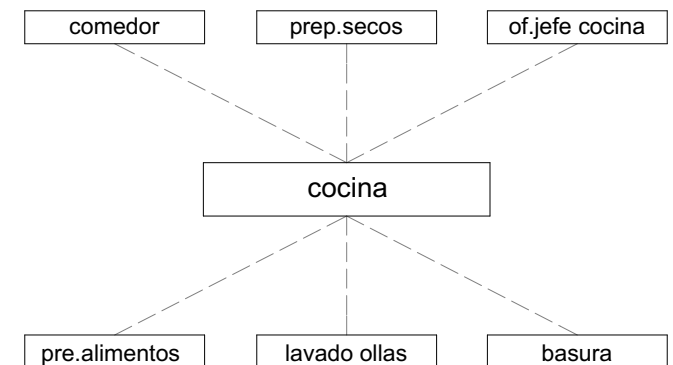 comedor
prep.secos
of.jefe cocina
cocina
pre.alimentos
lavado ollas
basura